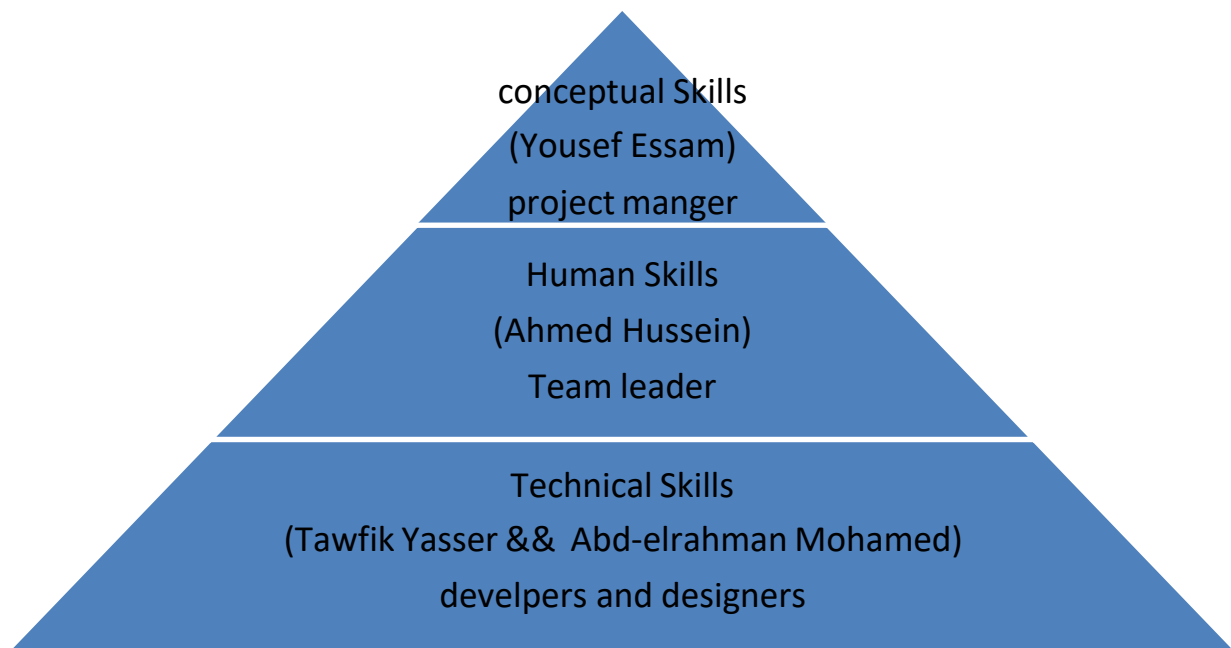 conceptual Skills
(Yousef Essam)
project manger
Human Skills
(Ahmed Hussein)
Team leader
Technical Skills
(Tawfik Yasser && Abd-elrahman Mohamed)
develpers and designers